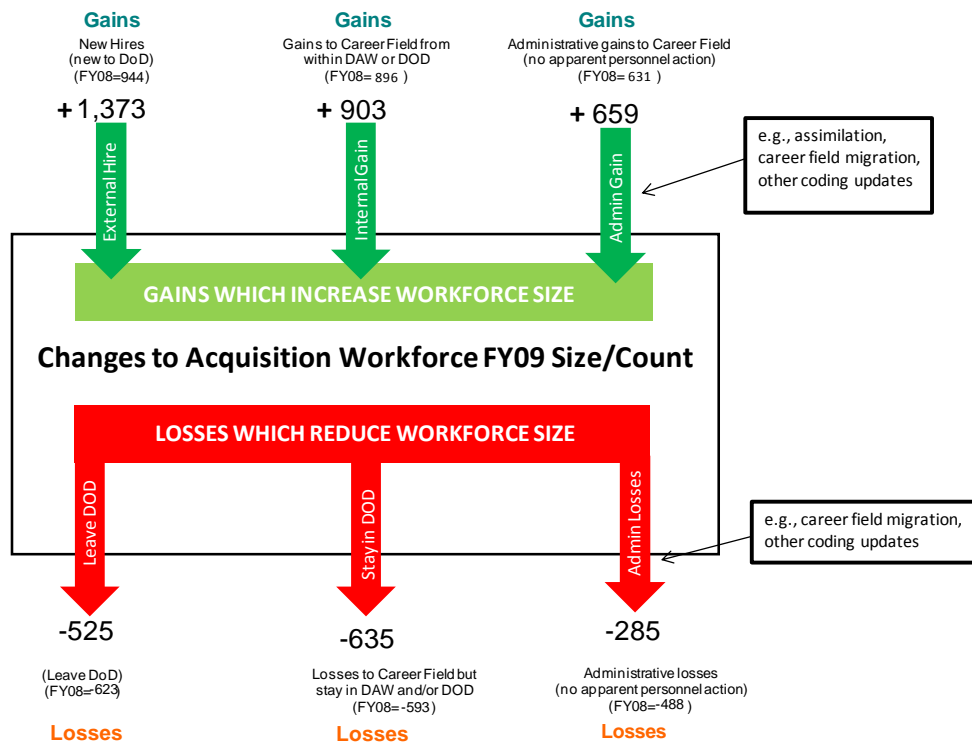 Gains
New Hires
(new to DoD)
(FY08=944)
+ 1,373
Gains
Gains to Career Field from
within DAW or DOD
(FY08= 896 )
+ 903
Gains
Administrative gains to Career Field
(no apparent personnel action)
(FY08= 631 )
+ 659
e.g., assimilation,
career field migration,
other coding updates
External Hire
Internal Gain
Admin Gain
GAINS WHICH INCREASE WORKFORCE SIZE
Changes to Acquisition Workforce FY09 Size/Count
LOSSES WHICH REDUCE WORKFORCE SIZE
Leave DOD
Stay in DOD
Admin Losses
e.g., career field migration,
other coding updates
-525
(Leave DoD)
(FY08=-623)
Losses
-635
Losses to Career Field but
stay in DAW and/or DOD
(FY08=-593)
Losses
-285
Administrative losses
(no apparent personnel action)
(FY08=-488 )
Losses